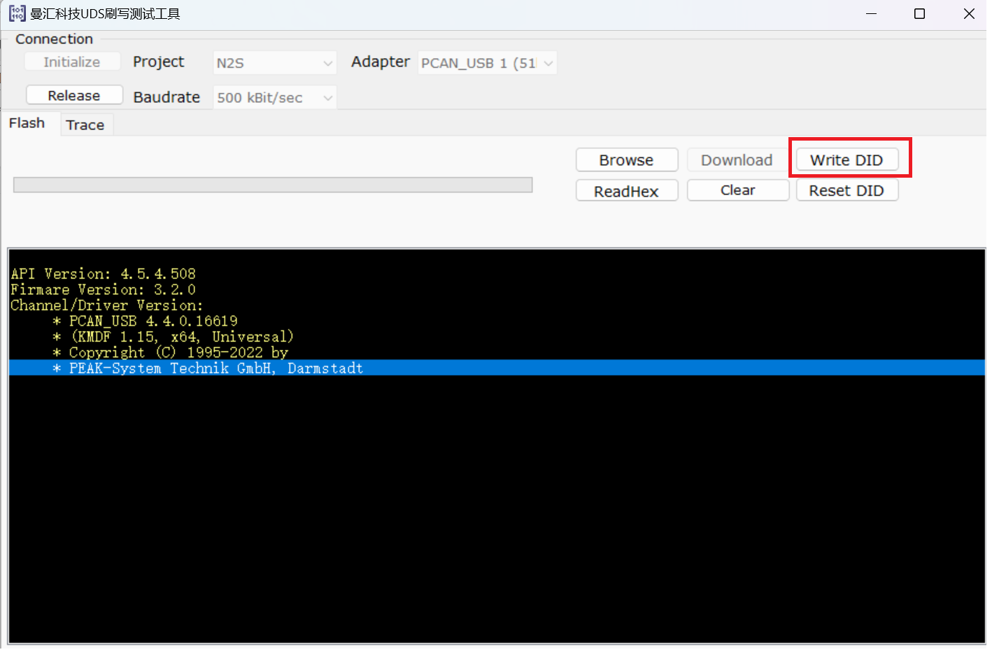 曼汇科技UDS刷写测试工具
Connection
Initialize Project N2S Adapter PCAN_USB 1 (51
Release Baudrate 500 kBit/sec
Flash Trace
Browse Download Write DID
ReadHex Clear Reset DID
API Version: 4.5.4.508
Firmare Version: 3.2.0
Channel/Driver Version:
* PCAN_USB 4.4.0.16619
* (KMDF 1.15, x64, Universal)
* Copyright (C) 1995-2022 by
* PEAK-System Technik GmbH, Darmstadt